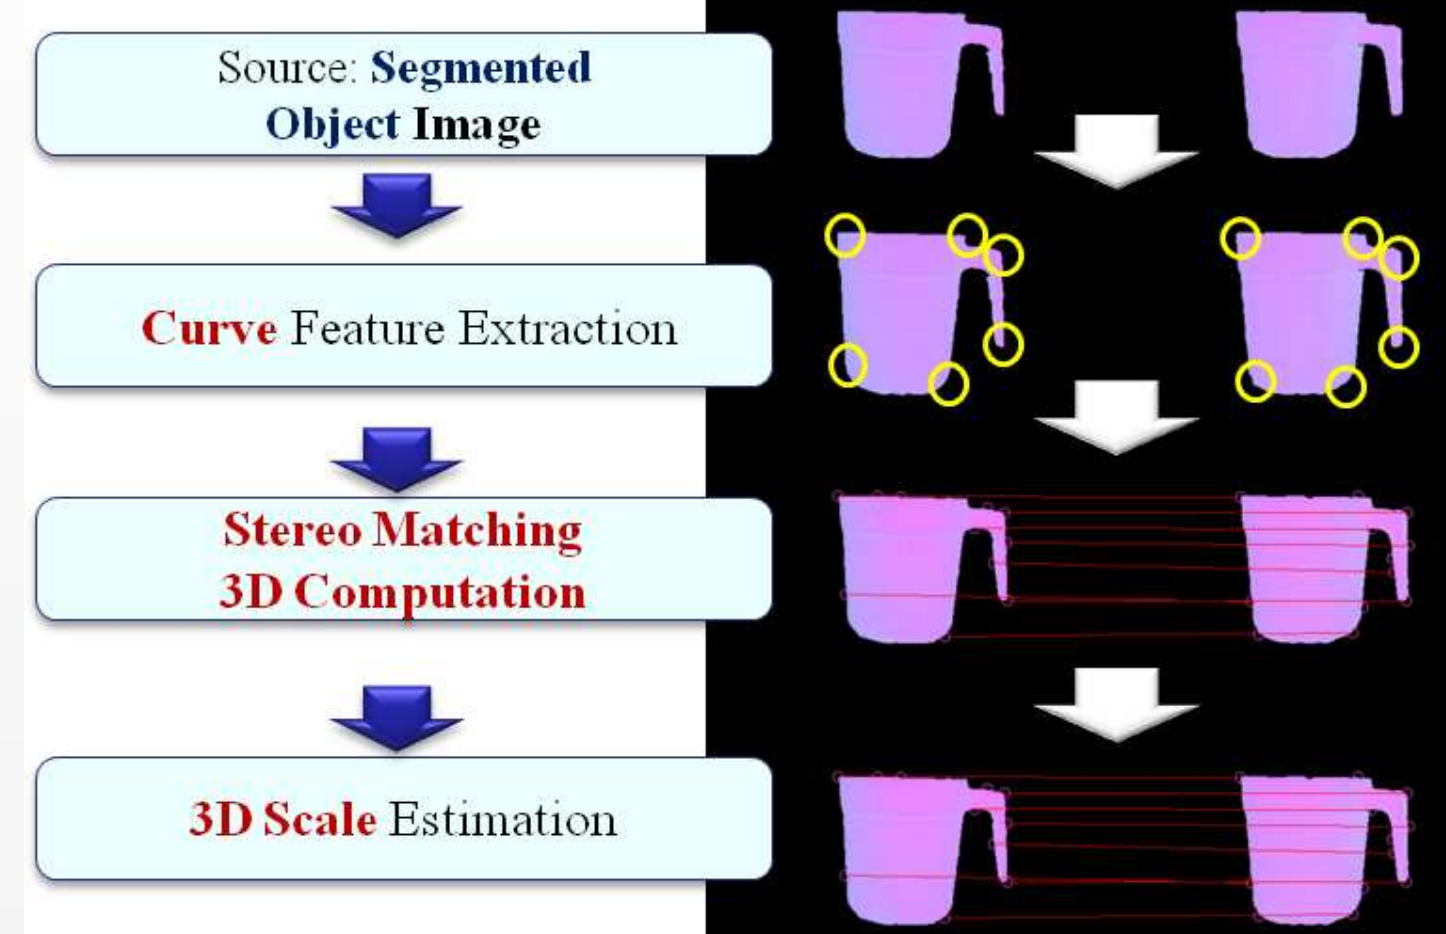 Source: Segmented
Object Image
Curve Feature Extraction
Stereo Matching
3D Computation
3D Scale Estimation